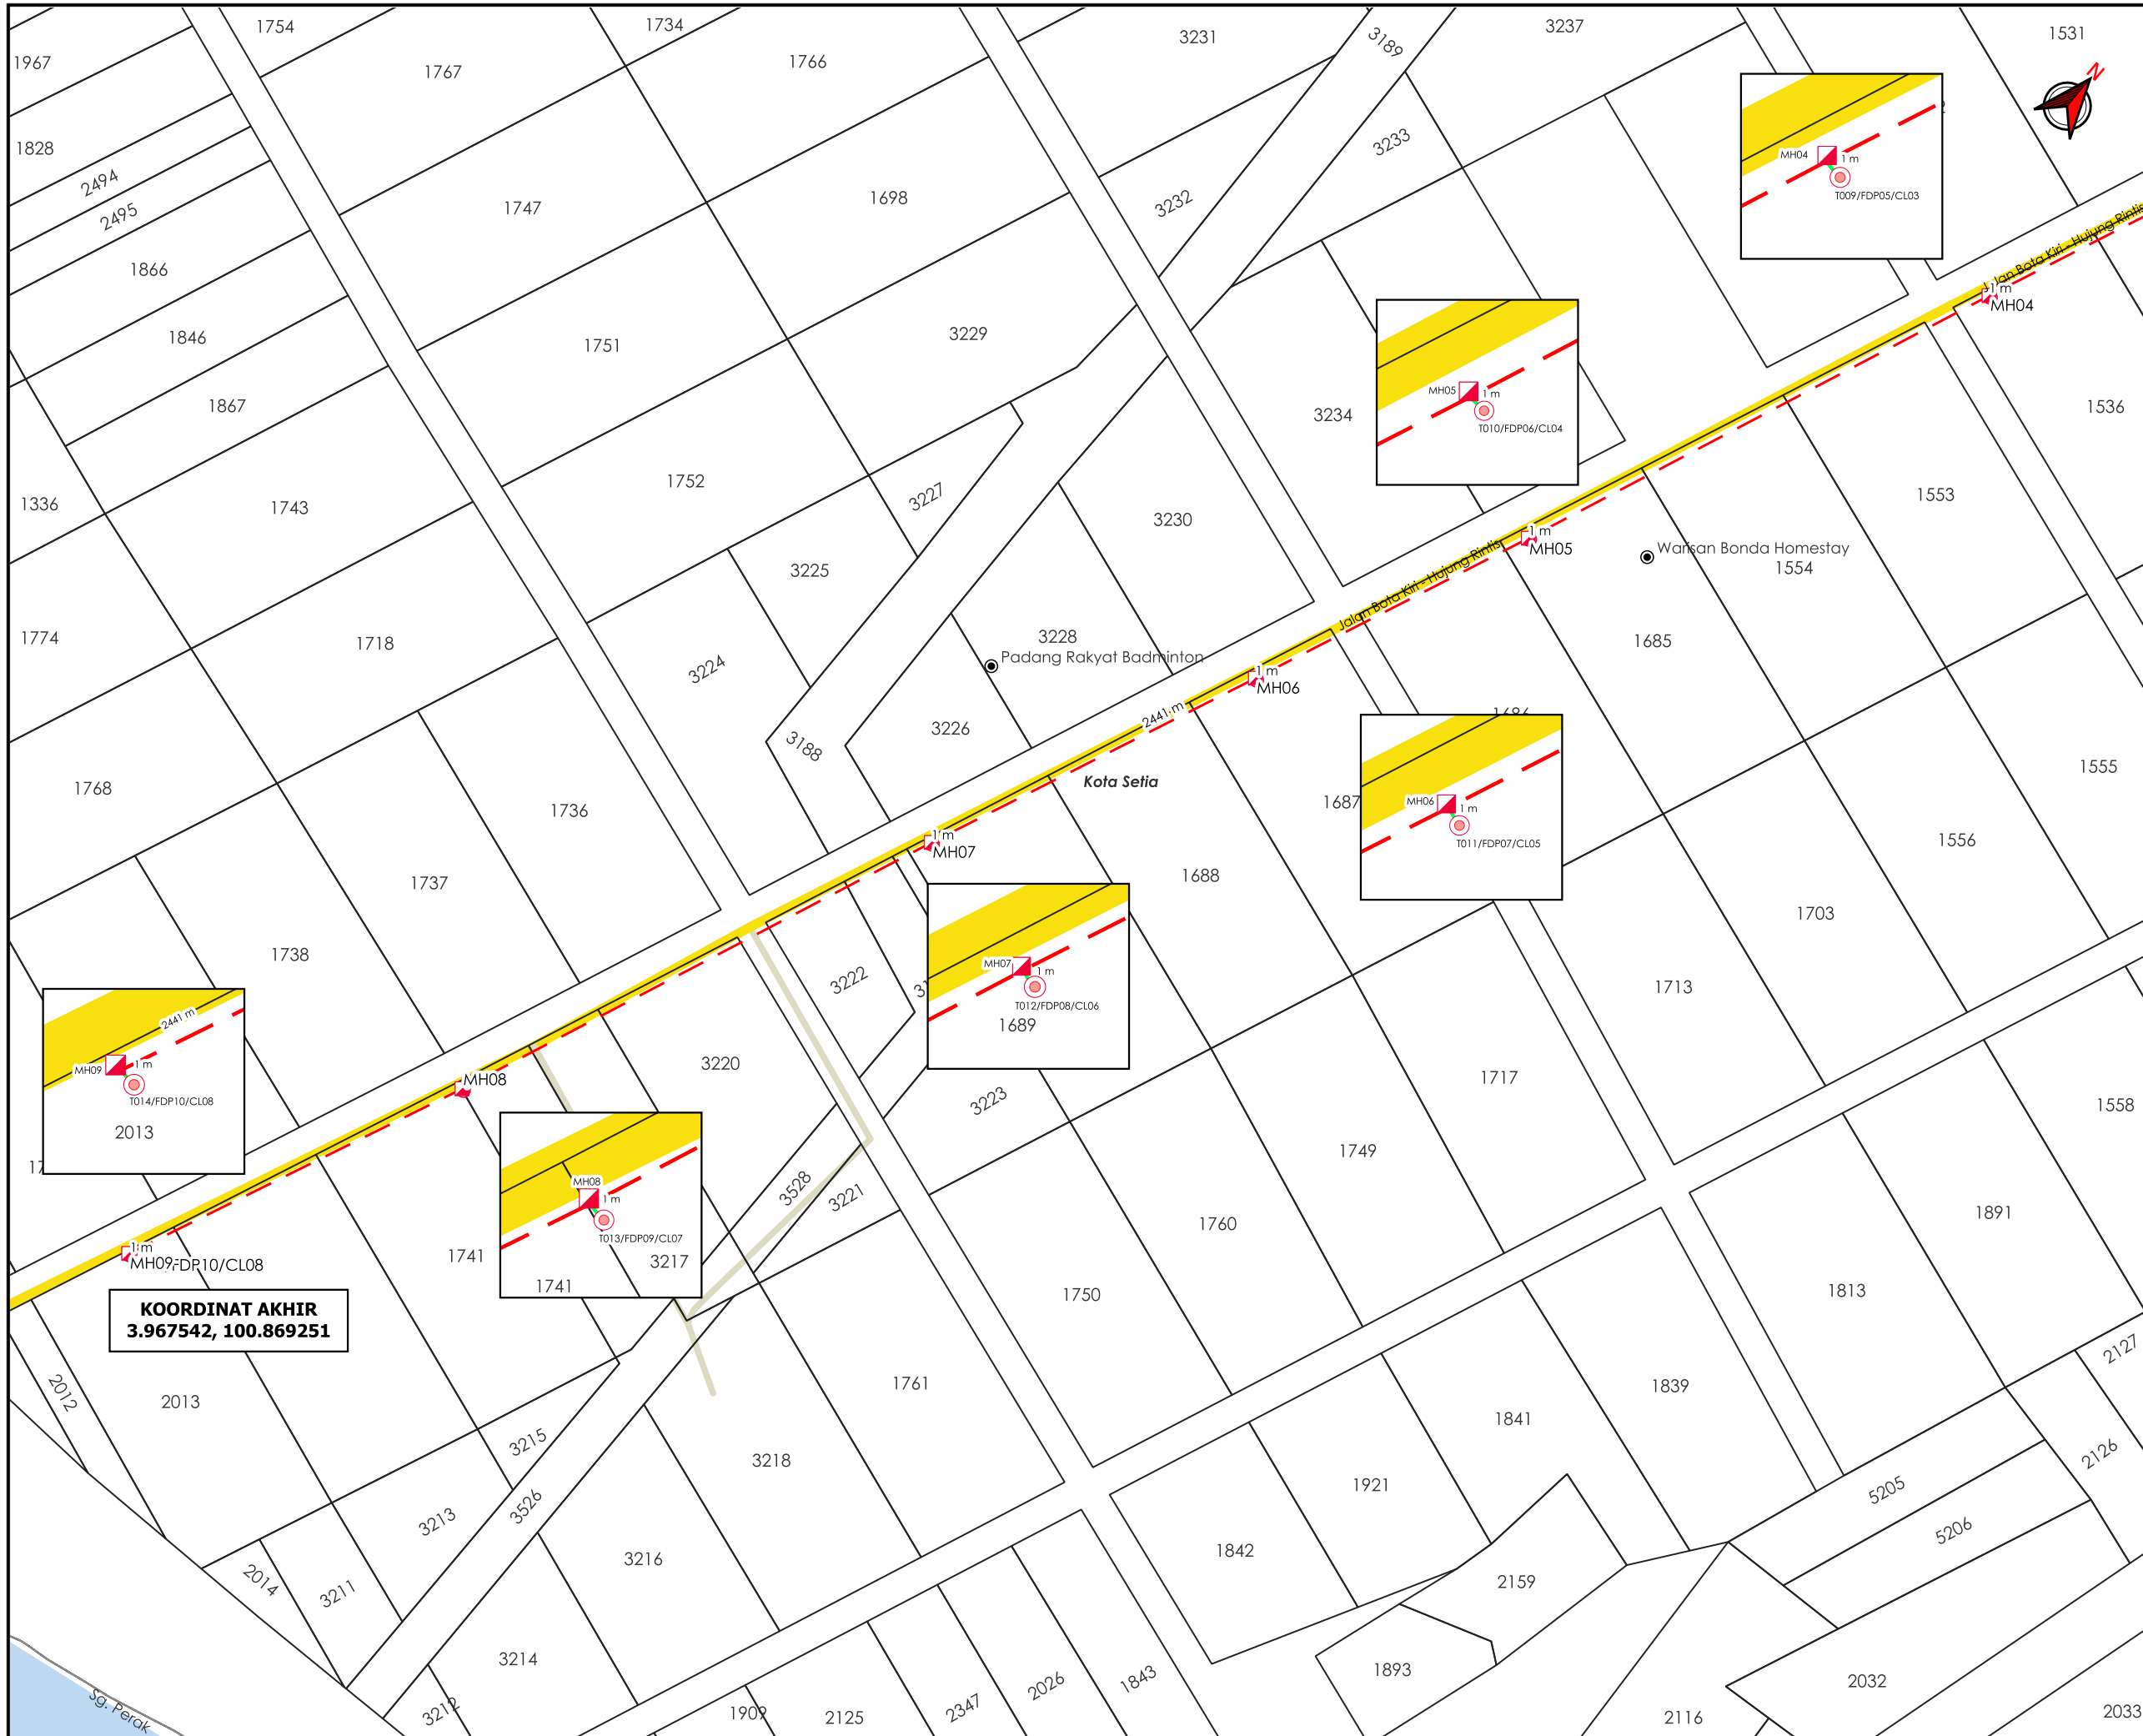 1754
1734
3231
3189
3237
1531
1967
1767
1766
N
1828
2494
2495
1747
1698
3232
3233
MH04
1 m
T009/FDP05/CL03
Jalan Bota Kiri - Hujung Rintis
1866
1846
1867
1751
3229
3234
MH05
1 m
T010/FDP06/CL04
1 m
MH04
1536
1336
1743
1752
3227
3230
1553
1 m
MH05
Warisan Bonda Homestay
1554
Jalan Bota Kiri - Hujung Rintis
3225
1774
1718
3224
3228
Padang Rakyat Badminton
1685
1 m
MH06
2441 m
3226
3188
Kota Setia
1686
1687
MH06
1 m
T011/FDP07/CL05
1555
1768
1736
1 m
MH07
1688
1556
1737
1738
3222
MH07
1 m
T012/FDP08/CL06
1689
1703
1713
2441 m
MH09
1 m
T014/FDP10/CL08
2013
MH08
3220
3223
1717
1558
1749
3528
3221
MH08
1 m
T013/FDP09/CL07
3217
1741
1741
1760
1891
1 m
MH09
FDP10/CL08
KOORDINAT AKHIR
3.967542, 100.869251
1750
1813
2127
2012
2013
1761
1839
1841
3215
3218
2126
1921
5205
3213
3526
5206
3216
1842
2159
2014
3211
3214
1893
2032
Sg. Perak
3212
1909
2125
2347
2026
1843
2116
2033